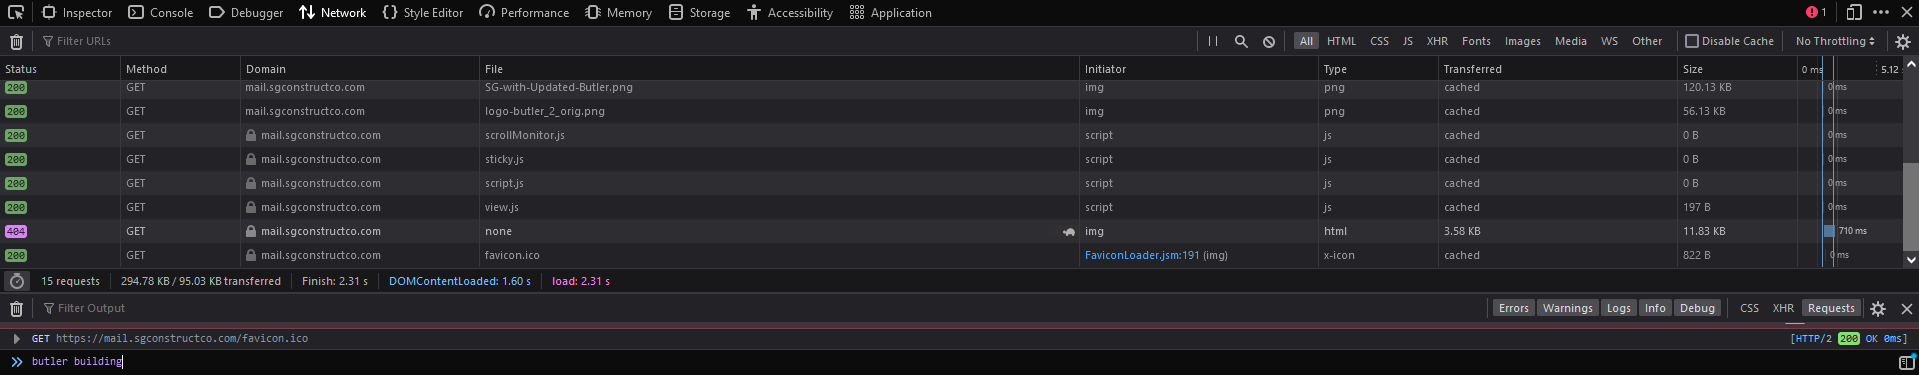 Inspector Console Debugger Network Style Editor Performance Memory Storage Accessibility Application 1
Filter URLs All HTML CSS JS XHR Fonts Images Media WS Other Disable Cache No Throttling
Status Method Domain File Initiator Type Transferred Size 0 ms 5.12 s
200 GET mail.sgconstructco.com SG-with-Updated-Butler.png img png cached 120.13 KB 0 ms
200 GET mail.sgconstructco.com logo-butler_2_orig.png img png cached 56.13 KB 0 ms
200 GET mail.sgconstructco.com scrollMonitor.js script js cached 0 B 0 ms
200 GET mail.sgconstructco.com sticky.js script js cached 0 B 0 ms
200 GET mail.sgconstructco.com script.js script js cached 0 B 0 ms
200 GET mail.sgconstructco.com view.js script js cached 197 B 0 ms
404 GET mail.sgconstructco.com none img html 3.58 KB 11.83 KB 710 ms
200 GET mail.sgconstructco.com favicon.ico FaviconLoader.jsm:191 (img) x-icon cached 822 B 0 ms
15 requests 294.78 KB / 95.03 KB transferred Finish: 2.31 s DOMContentLoaded: 1.60 s load: 2.31 s
Filter Output Errors Warnings Logs Info Debug CSS XHR Requests
GET https://mail.sgconstructco.com/favicon.ico [HTTP/2 200 OK 0ms]
butler building